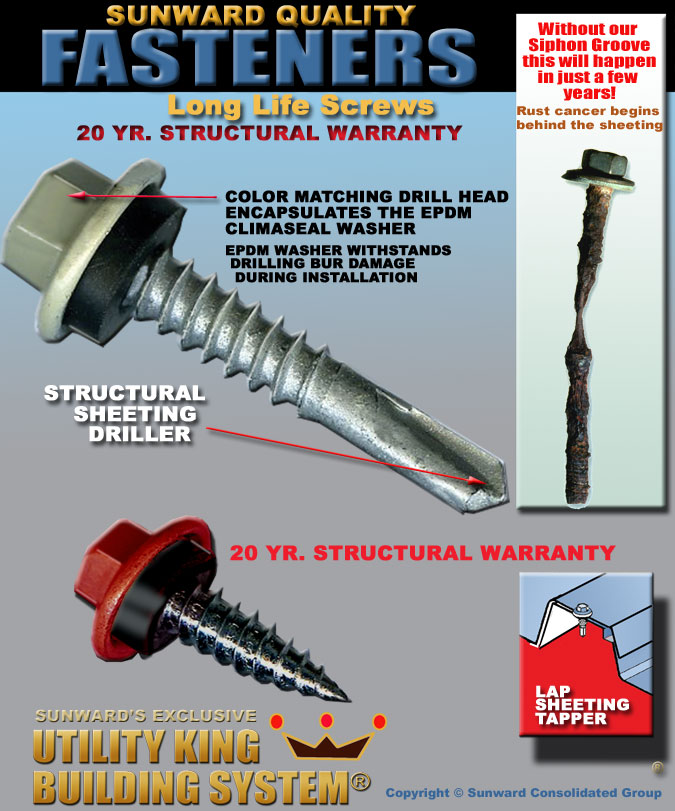 SUNWARD QUALITY
FASTENERS
Long Life Screws
20 YR. STRUCTURAL WARRANTY
Without our
Siphon Groove
this will happen
in just a few
years!
Rust cancer begins
behind the sheeting
COLOR MATCHING DRILL HEAD
ENCAPSULATES THE EPDM
CLIMASEAL WASHER
EPDM WASHER WITHSTANDS
DRILLING BUR DAMAGE
DURING INSTALLATION
STRUCTURAL
SHEETING
DRILLER
20 YR. STRUCTURAL WARRANTY
LAP
SHEETING
TAPPER
SUNWARD'S EXCLUSIVE
UTILITY KING
BUILDING SYSTEM®
®
Copyright © Sunward Consolidated Group